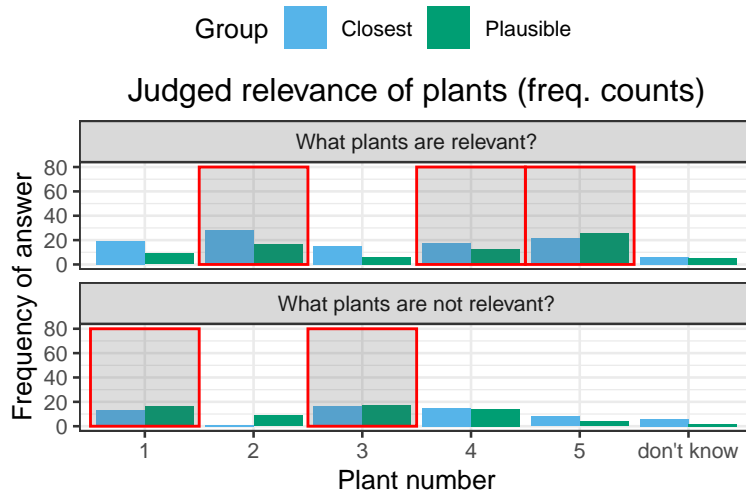 Group Closest Plausible
Judged relevance of plants (freq. counts)
What plants are relevant?
80
60
40
20
0
What plants are not relevant?
80
60
40
20
0
Frequency of answer
1 2 3 4 5 don't know
Plant number